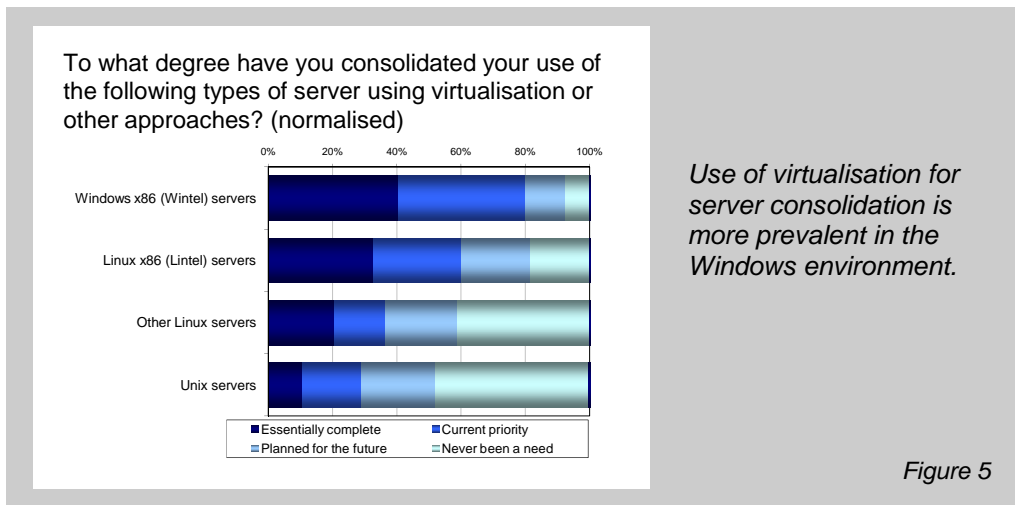 To what degree have you consolidated your use of
the following types of server using virtualisation or
other approaches? (normalised)
0% 20% 40% 60% 80% 100%
Windows x86 (Wintel) servers
Linux x86 (Lintel) servers
Other Linux servers
Unix servers
Essentially complete Current priority
Planned for the future Never been a need
Use of virtualisation for
server consolidation is
more prevalent in the
Windows environment.
Figure 5